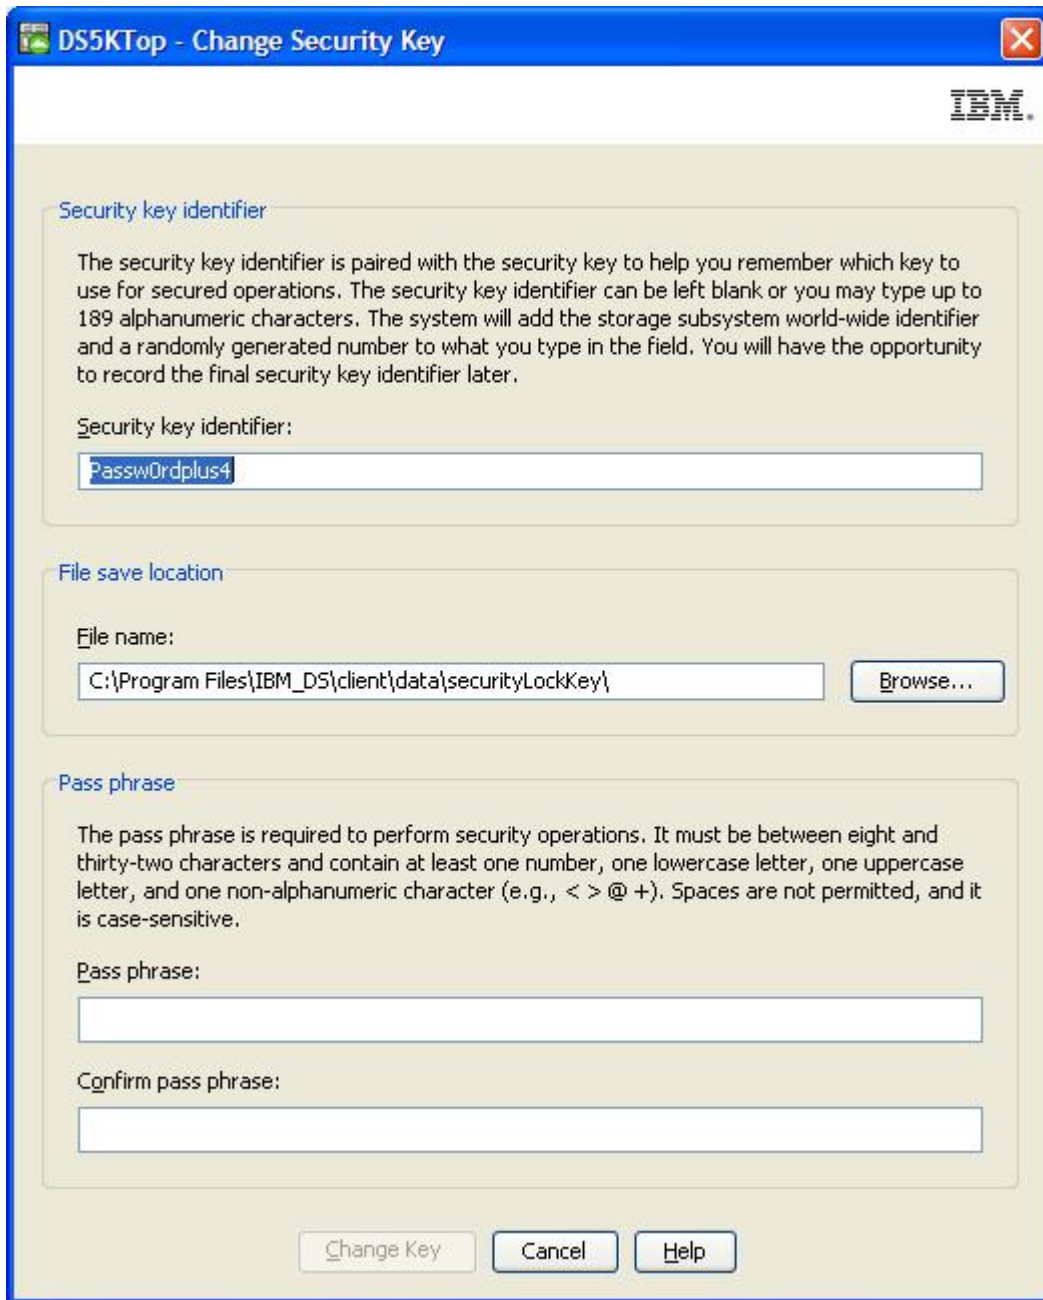 DS5KTop - Change Security Key
IBM.
Security key identifier
The security key identifier is paired with the security key to help you remember which key to
use for secured operations. The security key identifier can be left blank or you may type up to
189 alphanumeric characters. The system will add the storage subsystem world-wide identifier
and a randomly generated number to what you type in the field. You will have the opportunity
to record the final security key identifier later.
Security key identifier:
Passw0rdplus4
File save location
File name:
C:\Program Files\IBM_DS\client\data\securityLockKey\
Browse...
Pass phrase
The pass phrase is required to perform security operations. It must be between eight and
thirty-two characters and contain at least one number, one lowercase letter, one uppercase
letter, and one non-alphanumeric character (e.g., < > @ +). Spaces are not permitted, and it
is case-sensitive.
Pass phrase:
Confirm pass phrase:
Change Key
Cancel
Help